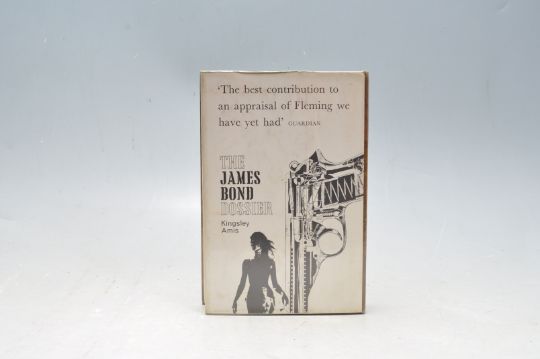 ‘The best contribution to
an appraisal of Fleming we
have yet had’ GUARDIAN
THE
JAMES
BOND
DOSSIER
Kingsley
Amis